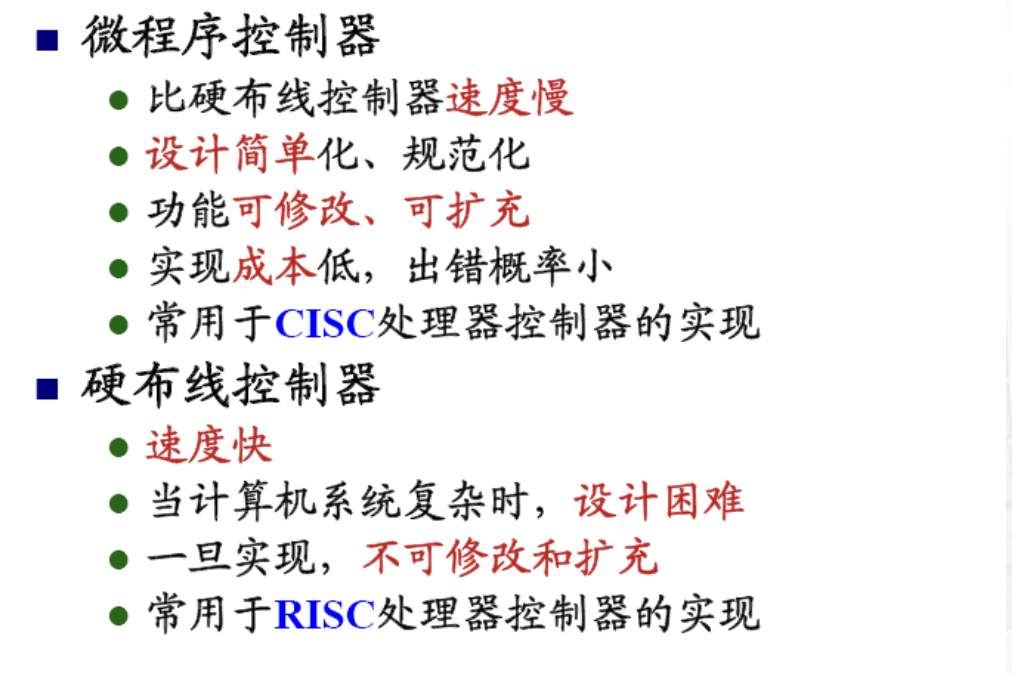 微程序控制器
比硬布线控制器速度慢
设计简单化、规范化
功能可修改、可扩充
实现成本低，出错概率小
常用于CISC处理器控制器的实现
硬布线控制器
速度快
当计算机系统复杂时，设计困难
一旦实现，不可修改和扩充
常用于RISC处理器控制器的实现